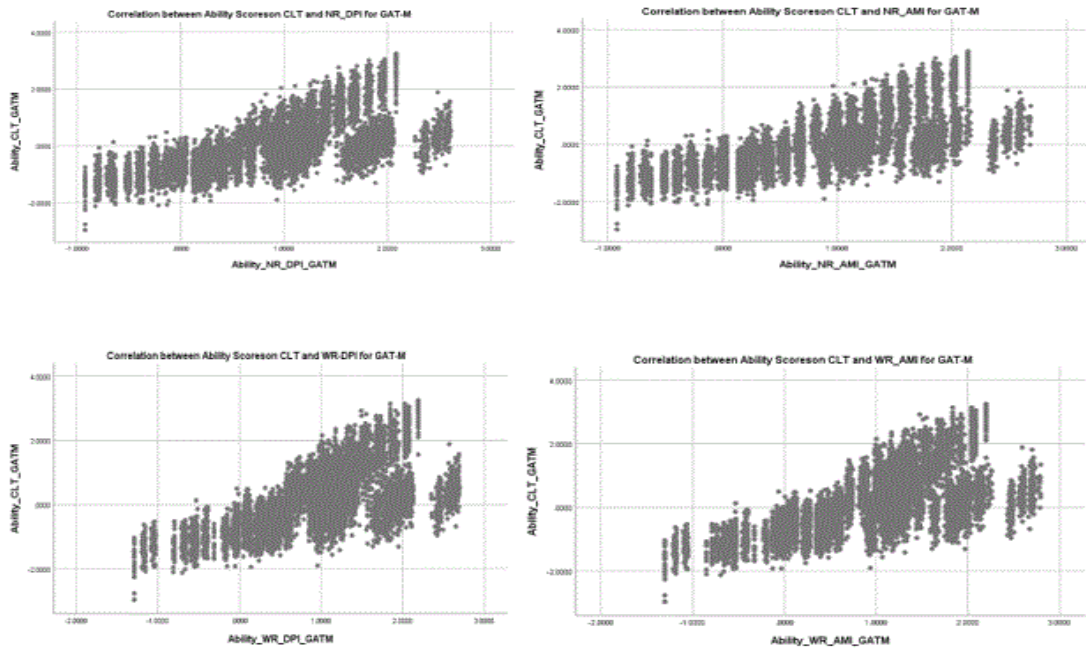 Correlation between Ability Scoreson CLT and NR_DPI for GAT-M
4.0000
2.0000
.0000
-2.0000
Ability_CLT_GATM
-1.0000 .0000 1.0000 2.0000 3.0000
Ability_NR_DPI_GATM
Correlation between Ability Scoreson CLT and NR_AMI for GAT-M
4.0000
2.0000
.0000
-2.0000
Ability_CLT_GATM
-1.0000 .0000 1.0000 2.0000 3.0000
Ability_NR_AMI_GATM
Correlation between Ability Scoreson CLT and WR-DPI for GAT-M
4.0000
2.0000
.0000
-2.0000
Ability_CLT_GATM
-2.0000 -1.0000 .0000 1.0000 2.0000 3.0000
Ability_WR_DPI_GATM
Correlation between Ability Scoreson CLT and WR_AMI for GAT-M
4.0000
2.0000
.0000
-2.0000
Ability_CLT_GATM
-2.0000 -1.0000 .0000 1.0000 2.0000 3.0000
Ability_WR_AMI_GATM